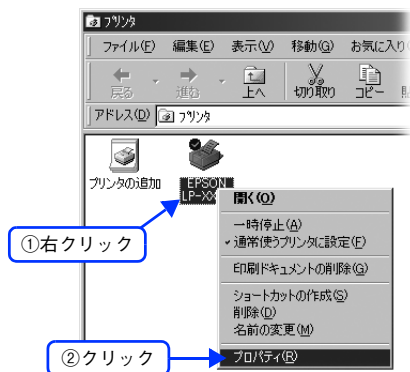 プリンタ
ファイル(F) 編集(E) 表示(V) 移動(G) お気に入り
戻る 進む 上へ 切り取り コピー
アドレス(D) プリンタ
プリンタの追加
EPSON
LP-XX
開く(O)
一時停止(A)
通常使うプリンタに設定(F)
印刷ドキュメントの削除(G)
ショートカットの作成(S)
削除(D)
名前の変更(M)
プロパティ(R)
①右クリック
②クリック